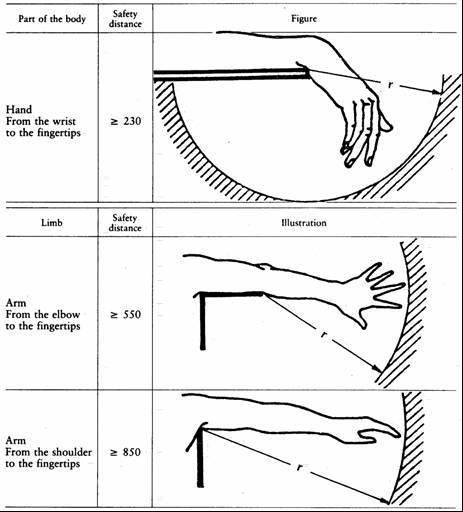 Part of the body
Safety
distance
Figure
Hand
From the wrist
to the fingertips
≥ 230
r
Limb
Safety
distance
Illustration
Arm
From the elbow
to the fingertips
≥ 550
r
Arm
From the shoulder
to the fingertips
≥ 850
r